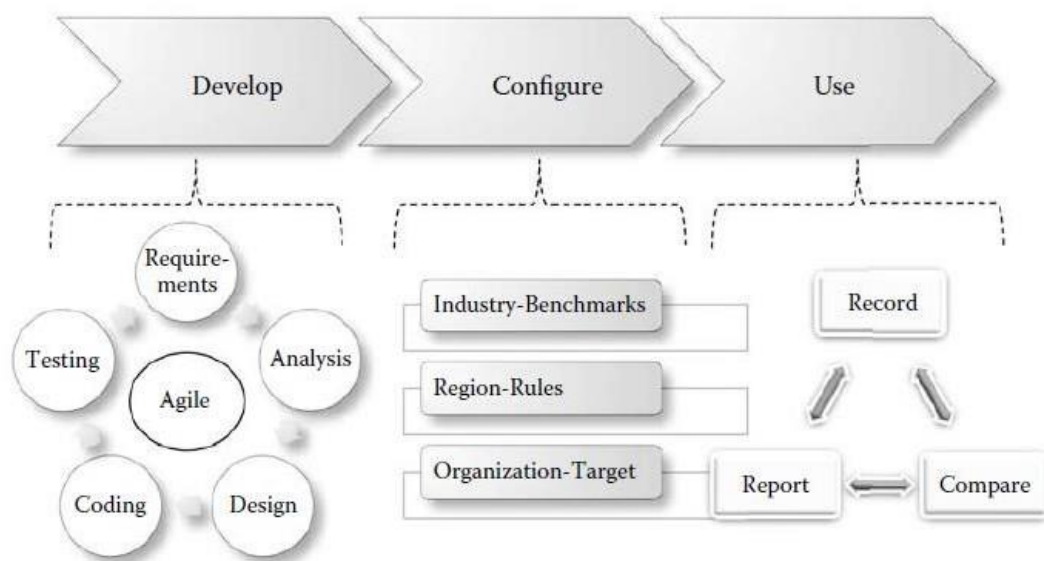 Develop
Configure
Use
Require-
ments
Testing
Analysis
Agile
Coding
Design
Industry-Benchmarks
Region-Rules
Organization-Target
Record
Report
Compare